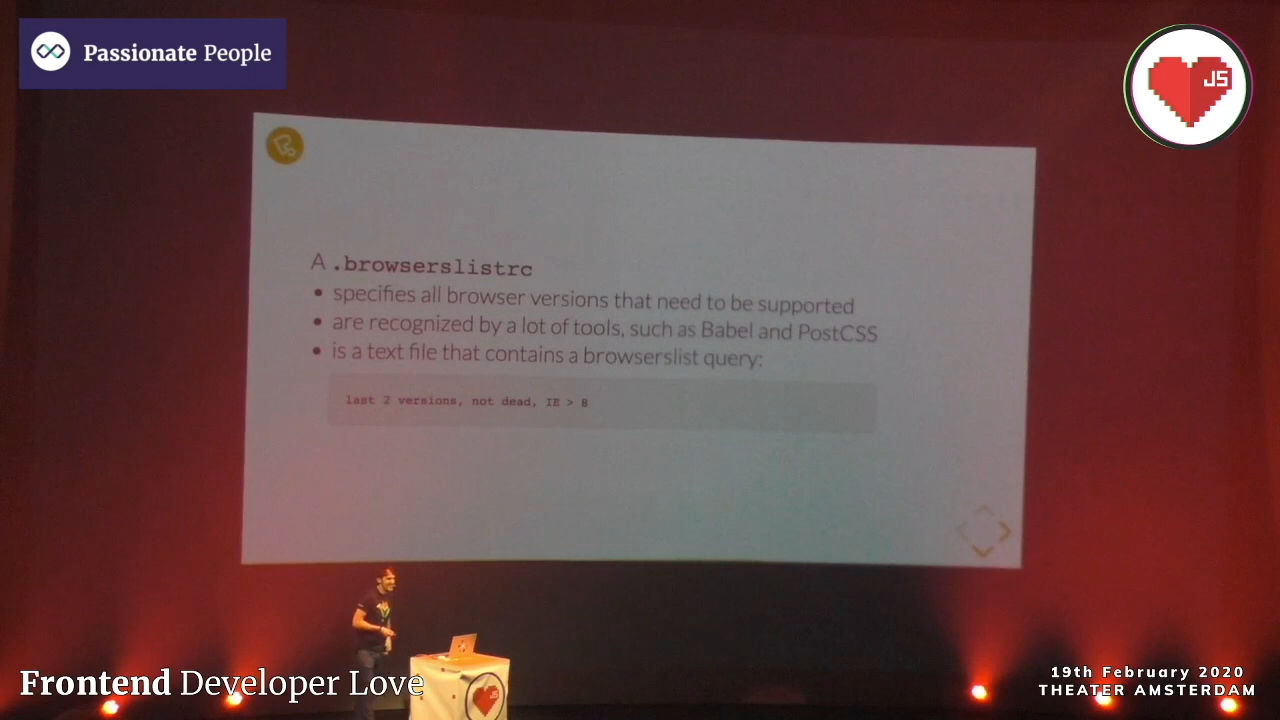 Passionate People
JS
A .browserslistrc
• specifies all browser versions that need to be supported
• are recognized by a lot of tools, such as Babel and PostCSS
• is a text file that contains a browserslist query:
last 2 versions, not dead, IE > 8
Frontend Developer Love
JS
19th February 2020
THEATER AMSTERDAM